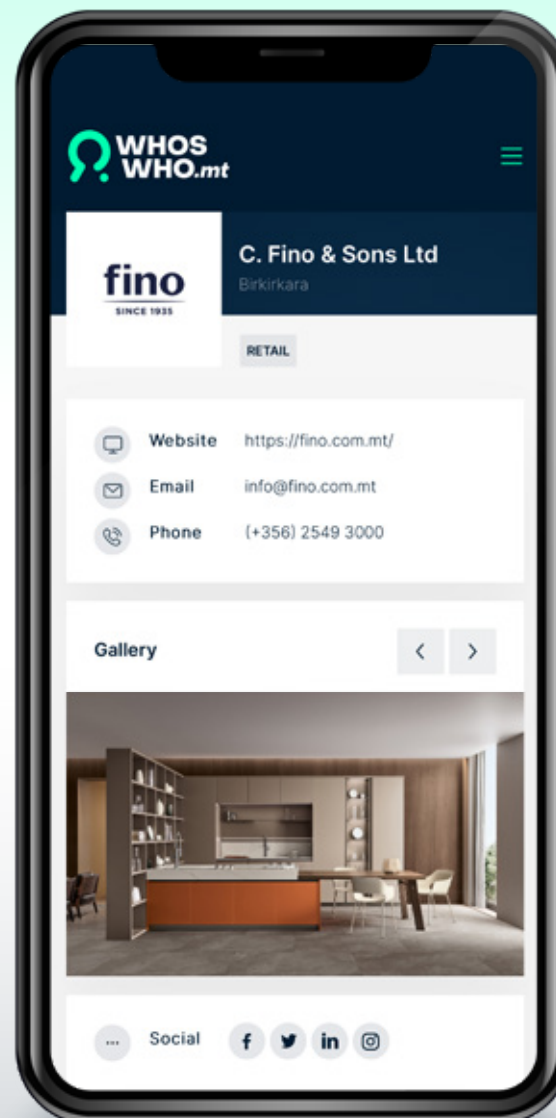 WHOS
WHO.mt
fino
SINCE 1935
C. Fino & Sons Ltd
Birkirkara
RETAIL
Website https://fino.com.mt/
Email info@fino.com.mt
Phone (+356) 2549 3000
Gallery
Social